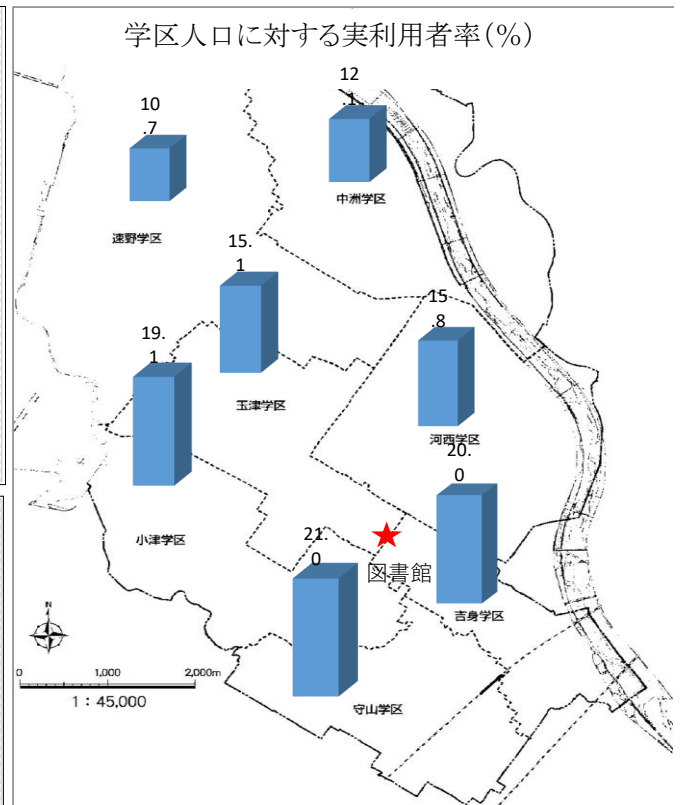 学区人口に対する実利用者率(%)
12
.1
10
.7
中洲学区
速野学区
15.
1
15
.8
19.
1
玉津学区
河西学区
20.
0
小津学区
21.
0
図書館
吉身学区
N
0 1,000 2,000m
1:45,000
守山学区